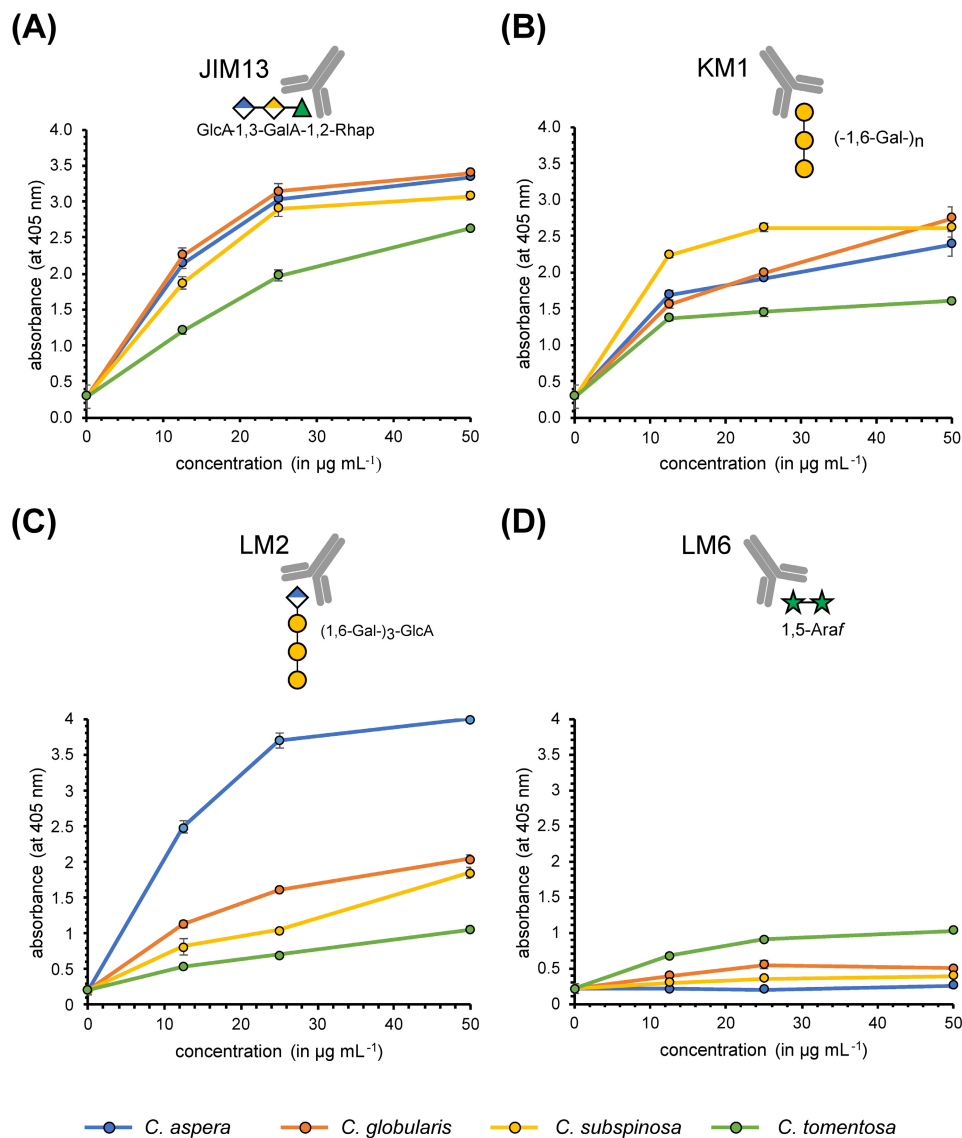 (A)
JIM13
GlcA-1,3-GalA-1,2-Rhap
absorbance (at 405 nm)
4.0
3.5
3.0
2.5
2.0
1.5
1.0
0.5
0.0
0 10 20 30 40 50
concentration (in µg mL-1)
(B)
KM1
(-1,6-Gal-)n
absorbance (at 405 nm)
4.0
3.5
3.0
2.5
2.0
1.5
1.0
0.5
0.0
0 10 20 30 40 50
concentration (in µg mL-1)
(C)
LM2
(1,6-Gal-)3-GlcA
absorbance (at 405 nm)
4
3.5
3
2.5
2
1.5
1
0.5
0
0 10 20 30 40 50
concentration (in µg mL-1)
(D)
LM6
1,5-Araf
absorbance (at 405 nm)
4
3.5
3
2.5
2
1.5
1
0.5
0
0 10 20 30 40 50
concentration (in µg mL-1)
C. aspera C. globularis C. subspinosa C. tomentosa